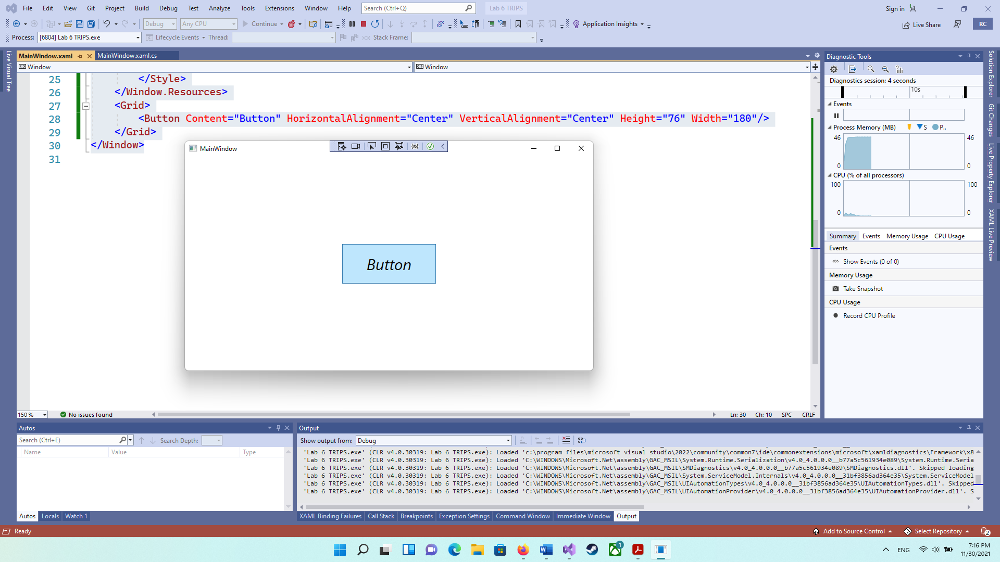 File Edit View Git Project Build Debug Test Analyze Tools Extensions Window Help Search (Ctrl+Q) Lab 6 TRIPS Sign in
Debug Any CPU Continue Application Insights Live Share RC
Process: [6804] Lab 6 TRIPS.exe Lifecycle Events Thread: Stack Frame:
MainWindow.xaml MainWindow.xaml.cs
Window Window
25 </Style>
26 </Window.Resources>
27 <Grid>
28 <Button Content="Button" HorizontalAlignment="Center" VerticalAlignment="Center" Height="76" Width="180"/>
29 </Grid>
30 </Window>
31
MainWindow
Button
150 % No issues found Ln: 30 Ch: 10 SPC CRLF
Live Visual Tree
Diagnostic Tools
Diagnostics session: 4 seconds
10s
Events
Process Memory (MB) S P..
46 46
0 0
CPU (% of all processors)
100 100
0 0
Summary Events Memory Usage CPU Usage
Events
Show Events (0 of 0)
Memory Usage
Take Snapshot
CPU Usage
Record CPU Profile
Solution Explorer
Git Changes
Live Property Explorer
XAML Live Preview
Autos
Search (Ctrl+E) Search Depth:
Name Value Type
Autos Locals Watch 1
Output
Show output from: Debug
'Lab 6 TRIPS.exe' (CLR v4.0.30319: Lab 6 TRIPS.exe): Loaded 'c:\program files\microsoft visual studio\2022\community\common7\ide\commonextensions\microsoft\xamldiagnostics\Framework\x8
'Lab 6 TRIPS.exe' (CLR v4.0.30319: Lab 6 TRIPS.exe): Loaded 'C:\WINDOWS\Microsoft.Net\assembly\GAC_MSIL\System.Runtime.Serialization\v4.0_4.0.0.0__b77a5c561934e089\System.Runtime.Seria
'Lab 6 TRIPS.exe' (CLR v4.0.30319: Lab 6 TRIPS.exe): Loaded 'C:\WINDOWS\Microsoft.Net\assembly\GAC_MSIL\SMDiagnostics\v4.0_4.0.0.0__b77a5c561934e089\SMDiagnostics.dll'. Skipped loading
'Lab 6 TRIPS.exe' (CLR v4.0.30319: Lab 6 TRIPS.exe): Loaded 'C:\WINDOWS\Microsoft.Net\assembly\GAC_MSIL\System.ServiceModel.Internals\v4.0_4.0.0.0__31bf3856ad364e35\System.ServiceModel
'Lab 6 TRIPS.exe' (CLR v4.0.30319: Lab 6 TRIPS.exe): Loaded 'C:\WINDOWS\Microsoft.Net\assembly\GAC_MSIL\UIAutomationTypes\v4.0_4.0.0.0__31bf3856ad364e35\UIAutomationTypes.dll'. Skipped
'Lab 6 TRIPS.exe' (CLR v4.0.30319: Lab 6 TRIPS.exe): Loaded 'C:\WINDOWS\Microsoft.Net\assembly\GAC_MSIL\UIAutomationProvider\v4.0_4.0.0.0__31bf3856ad364e35\UIAutomationProvider.dll'. S
XAML Binding Failures Call Stack Breakpoints Exception Settings Command Window Immediate Window Output
Ready Add to Source Control Select Repository 2
1 ENG 7:16 PM
11/30/2021